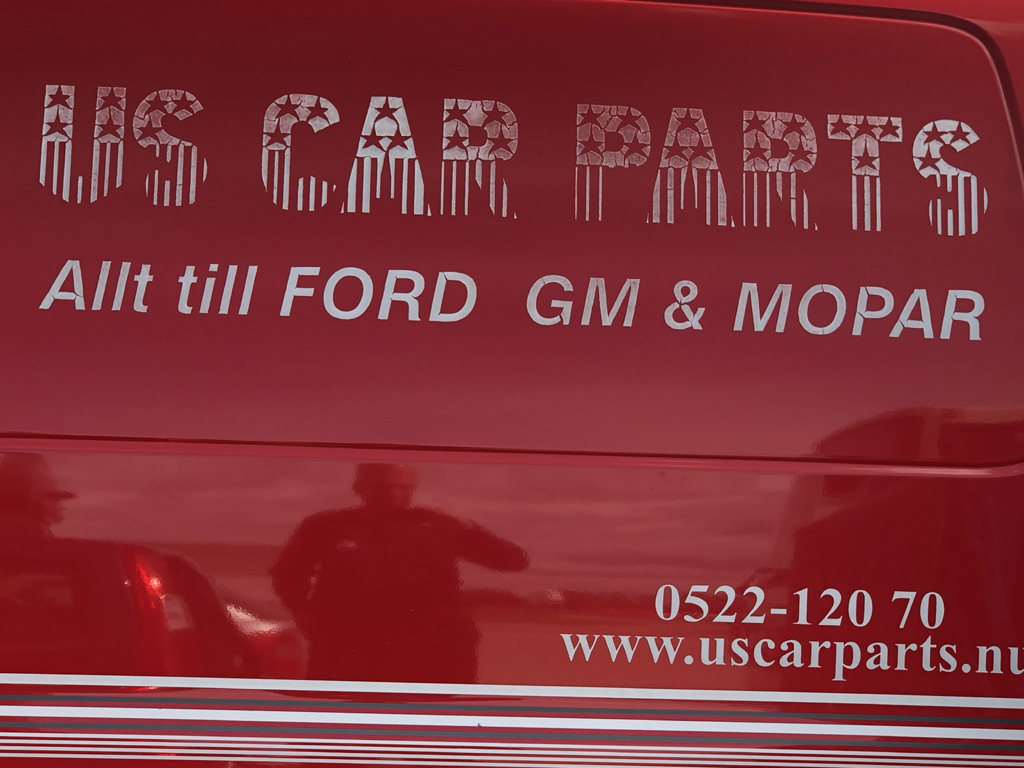 US CAR PARTS
Allt till FORD GM & MOPAR
0522-120 70
www.uscarparts.nu